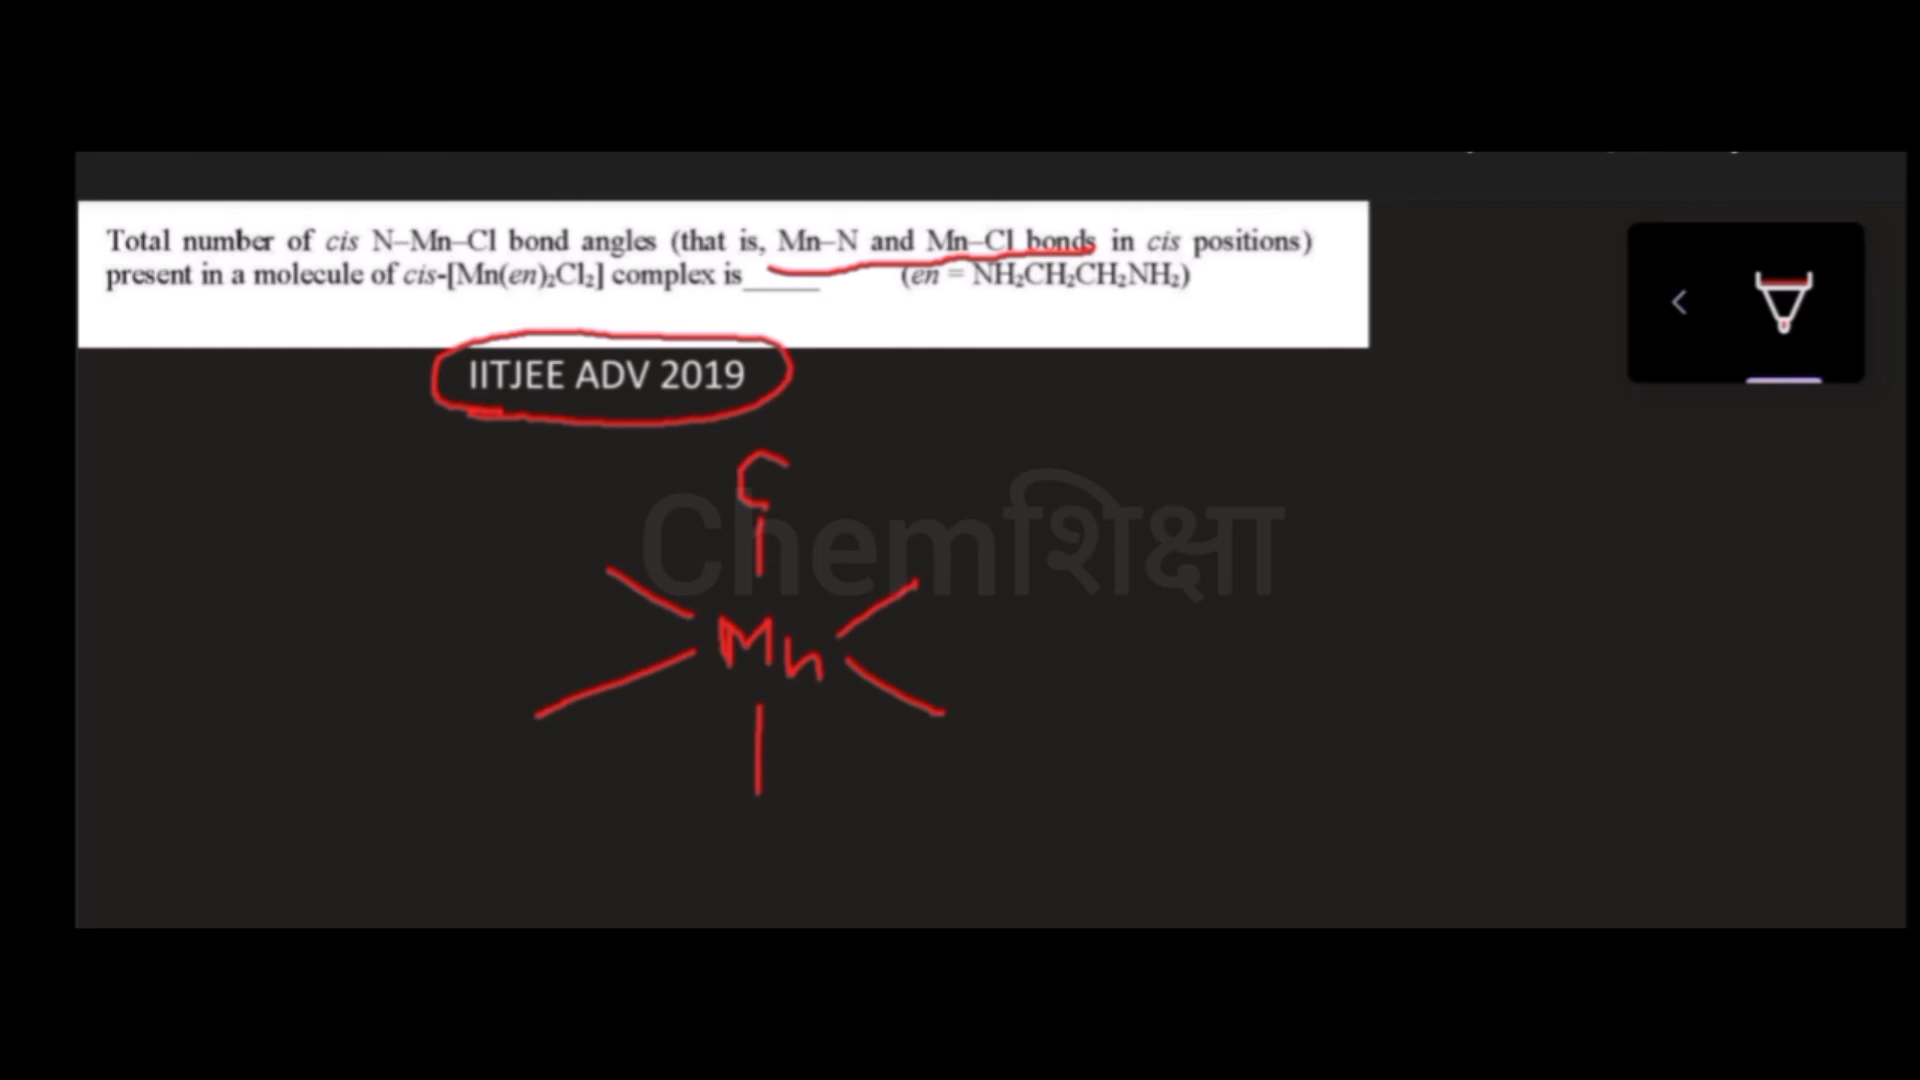 Total number of cis N–Mn–Cl bond angles (that is, Mn–N and Mn–Cl bonds in cis positions)
present in a molecule of cis-[Mn(en)₂Cl₂] complex is_____ (en = NH₂CH₂CH₂NH₂)
IITJEE ADV 2019
C
Chemशिक्षा
Mn